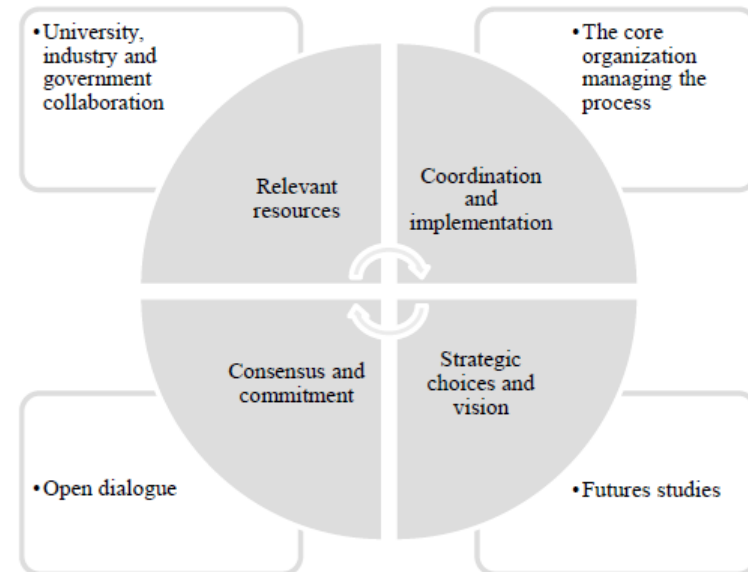 •University,
industry and
government
collaboration
•The core
organization
managing the
process
Relevant
resources
Coordination
and
implementation
Consensus and
commitment
Strategic
choices and
vision
•Open dialogue
•Futures studies